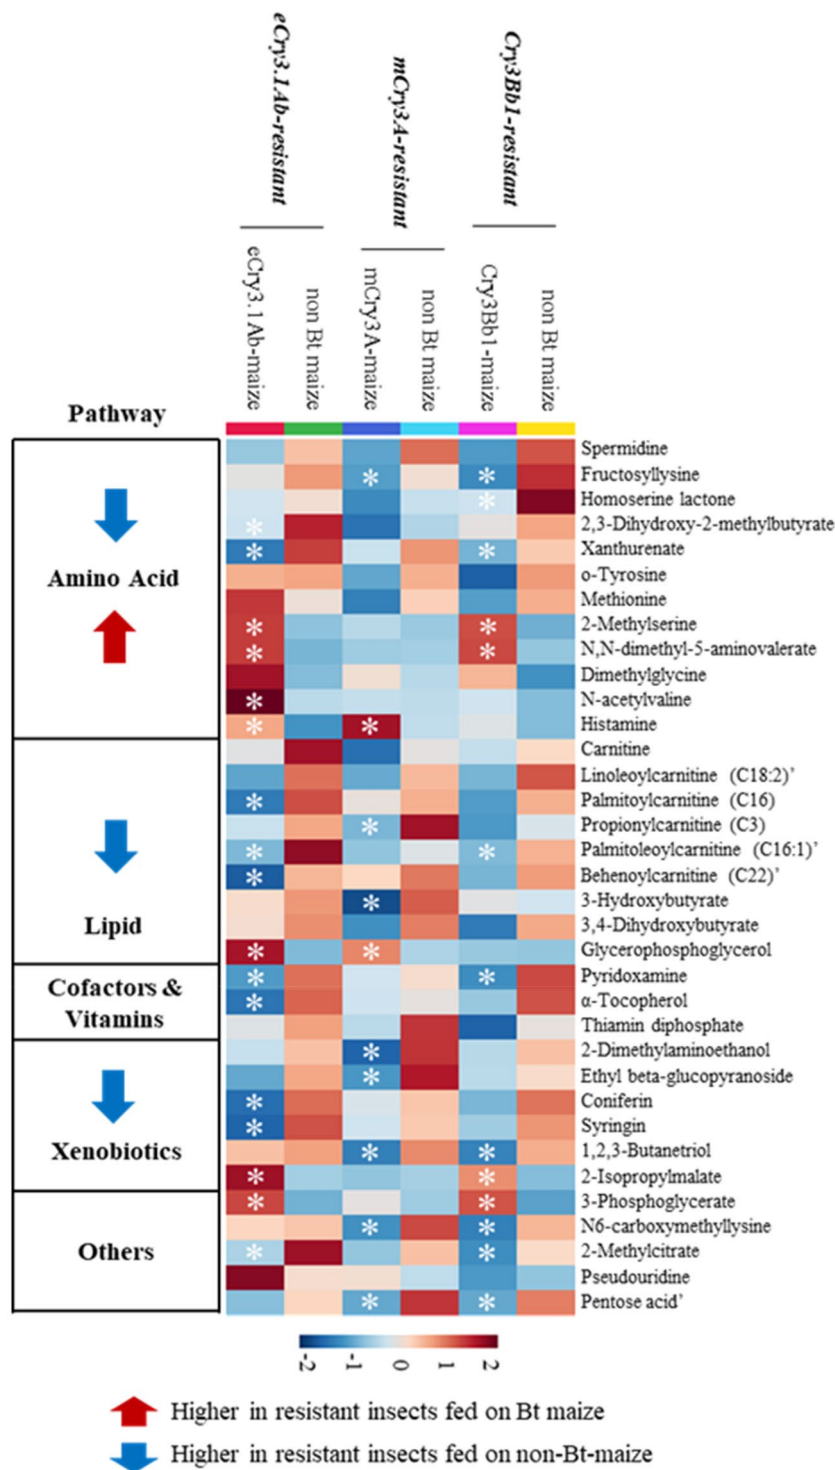 eCry3.1Ab-resistant
mCry3A-resistant
Cry3Bb1-resistant
eCry3.1Ab-maize
non Bt maize
mCry3A-maize
non Bt maize
Cry3Bb1-maize
non Bt maize
Pathway
Spermidine
Fructosyllysine
Homoserine lactone
2,3-Dihydroxy-2-methylbutyrate
Xanthurenate
Amino Acid
o-Tyrosine
Methionine
2-Methylserine
N,N-dimethyl-5-aminovalerate
Dimethylglycine
N-acetylvaline
Histamine
Carnitine
Linoleoylcarnitine (C18:2)’
Palmitoylcarnitine (C16)
Propionylcarnitine (C3)
Palmitoleoylcarnitine (C16:1)’
Behenoylcarnitine (C22)’
3-Hydroxybutyrate
Lipid
3,4-Dihydroxybutyrate
Glycerophosphoglycerol
Cofactors &
Vitamins
Pyridoxamine
α-Tocopherol
Thiamin diphosphate
2-Dimethylaminoethanol
Ethyl beta-glucopyranoside
Coniferin
Syringin
Xenobiotics
1,2,3-Butanetriol
2-Isopropylmalate
3-Phosphoglycerate
N6-carboxymethyllysine
Others
2-Methylcitrate
Pseudouridine
Pentose acid’
-2 -1 0 1 2
Higher in resistant insects fed on Bt maize
Higher in resistant insects fed on non-Bt-maize